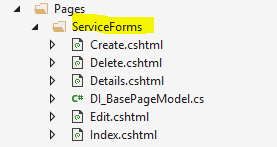 Pages
ServiceForms
Create.cshtml
Delete.cshtml
Details.cshtml
C# DI_BasePageModel.cs
Edit.cshtml
Index.cshtml